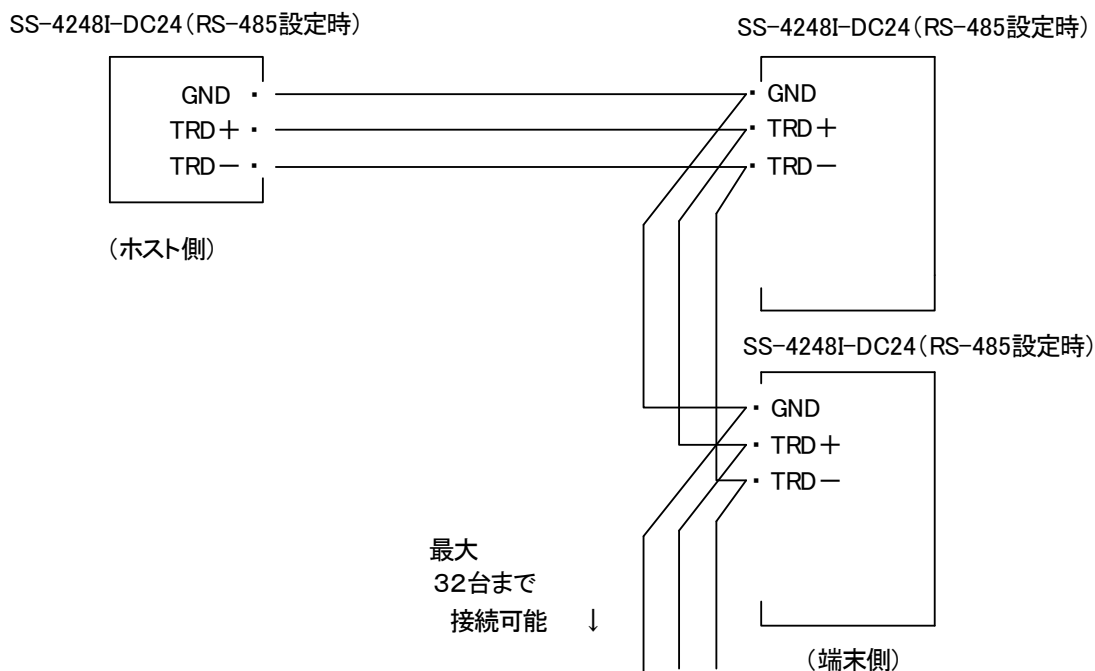 SS-4248I-DC24（RS-485設定時）
GND
TRD＋
TRD－
（ホスト側）
SS-4248I-DC24（RS-485設定時）
GND
TRD＋
TRD－
SS-4248I-DC24（RS-485設定時）
GND
TRD＋
TRD－
（端末側）
最大
32台まで
接続可能　↓